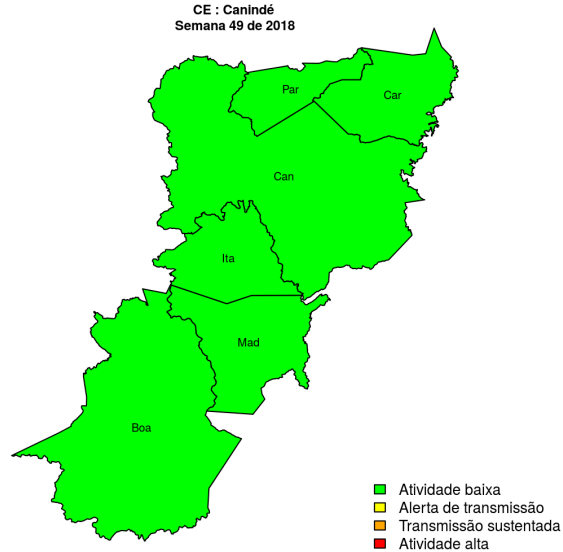 CE : Canindé
Semana 49 de 2018
Par
Car
Can
Ita
Mad
Boa
Atividade baixa
Alerta de transmissão
Transmissão sustentada
Atividade alta